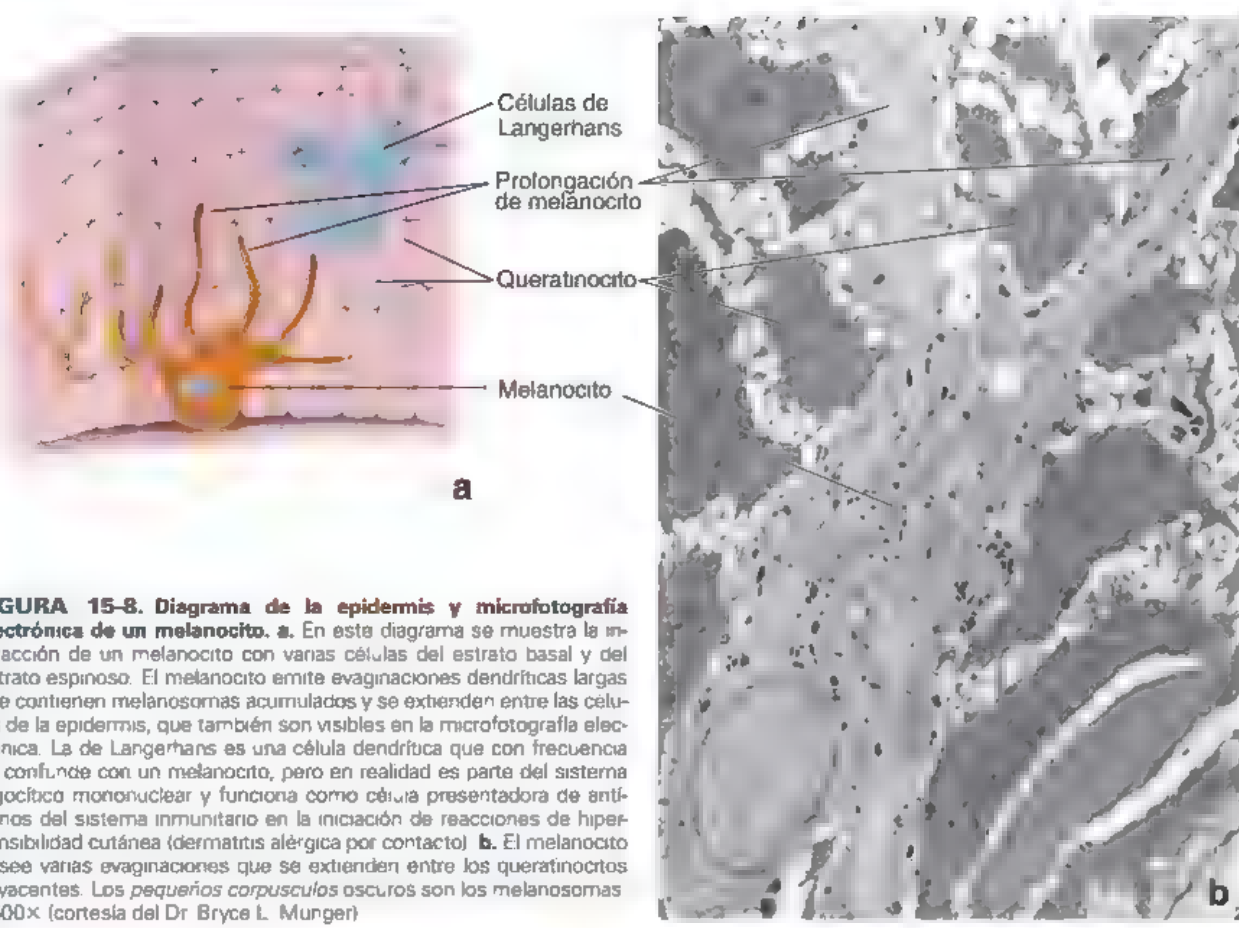 Células de
Langerhans
Prolongación
de melanocito
Queratinocito
Melanocito
a
GURA 15-8. Diagrama de la epidermis y microfotografía
ectrónica de un melanocito. a. En este diagrama se muestra la in-
acción de un melanocito con varias células del estrato basal y del
trato espinoso. El melanocito emite evaginaciones dendríticas largas
e contienen melanosomas acumulados y se extienden entre las célu-
de la epidermis, que también son visibles en la microfotografía elec-
ónica. La de Langerhans es una célula dendrítica que con frecuencia
confunde con un melanocito, pero en realidad es parte del sistema
gocítico mononuclear y funciona como célula presentadora de antí-
nos del sistema inmunitario en la iniciación de reacciones de hiper-
nsibilidad cutánea (dermatitis alérgica por contacto) b. El melanocito
see varias evaginaciones que se extienden entre los queratinocitos
yacentes. Los pequeños corpusculos oscuros son los melanosomas
00× (cortesía del Dr Bryce L. Munger)
b